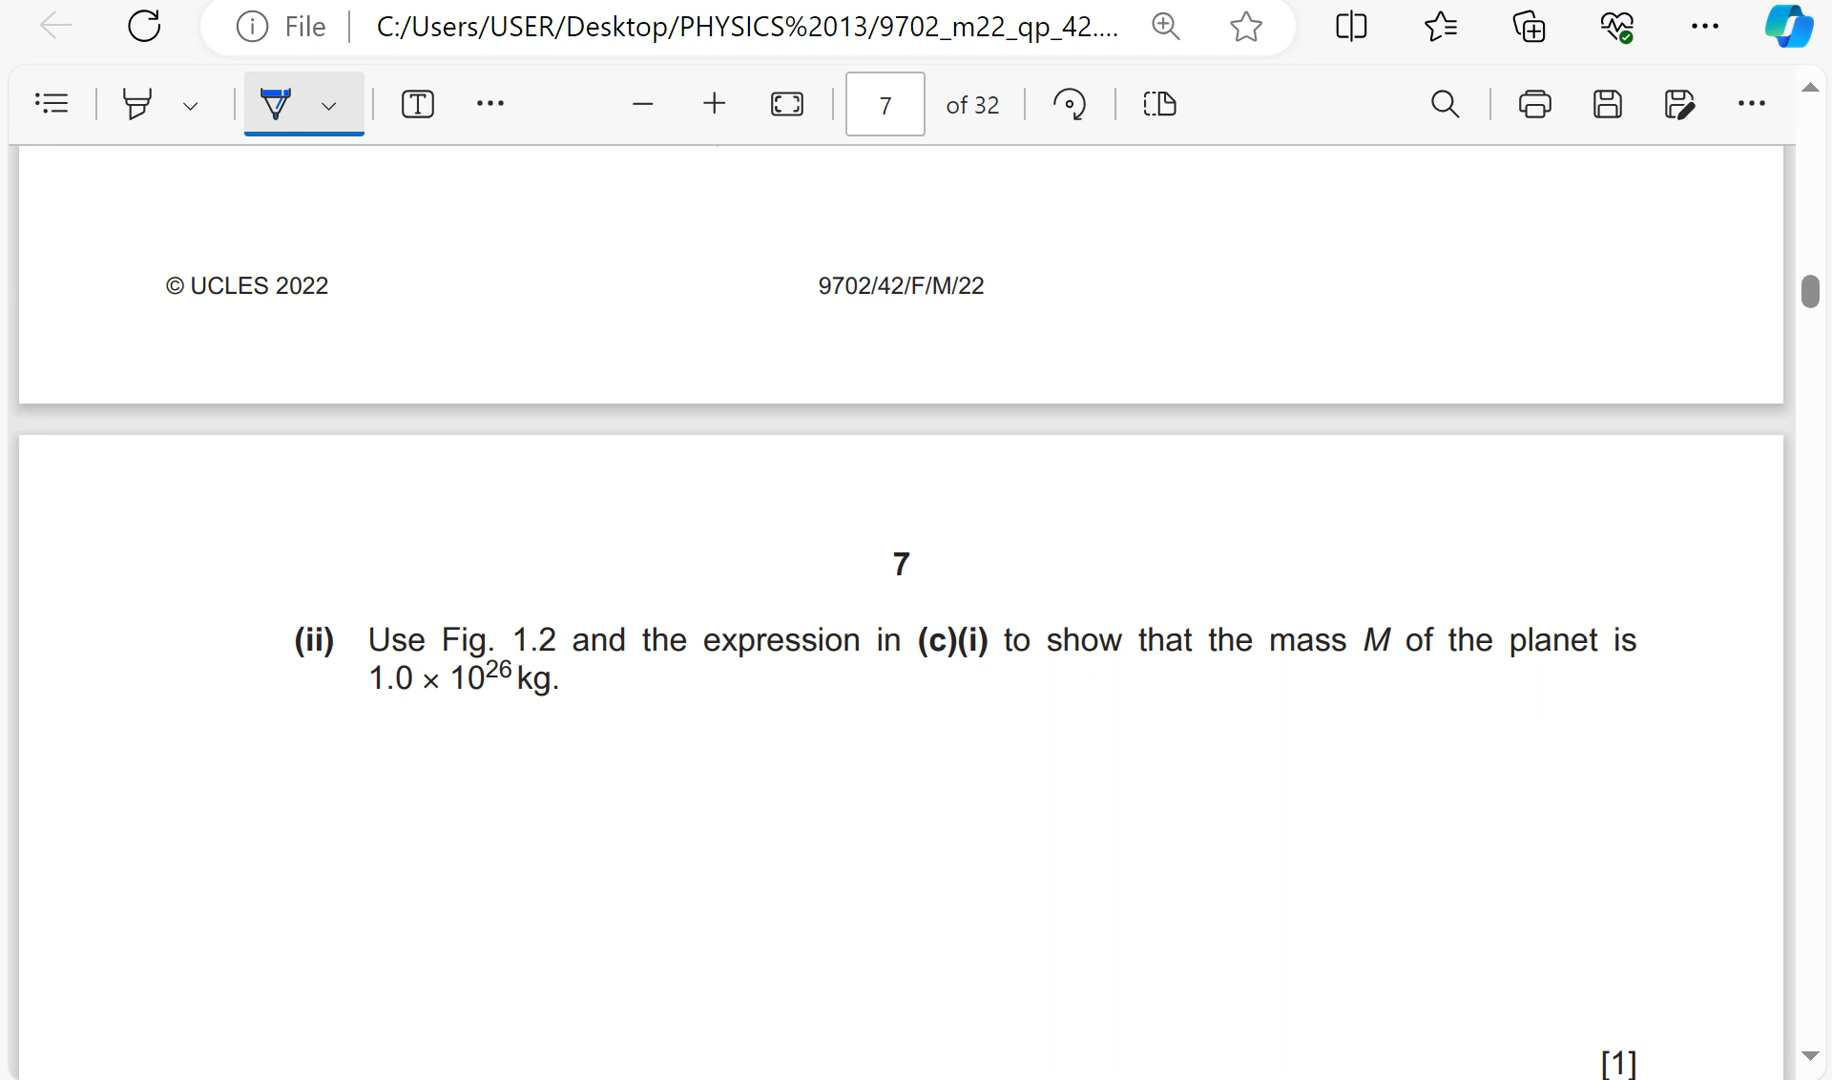 File C:/Users/USER/Desktop/PHYSICS%2013/9702_m22_qp_42....
7 of 32
© UCLES 2022 9702/42/F/M/22
7
(ii) Use Fig. 1.2 and the expression in (c)(i) to show that the mass M of the planet is
1.0 × 10²⁶ kg.
[1]